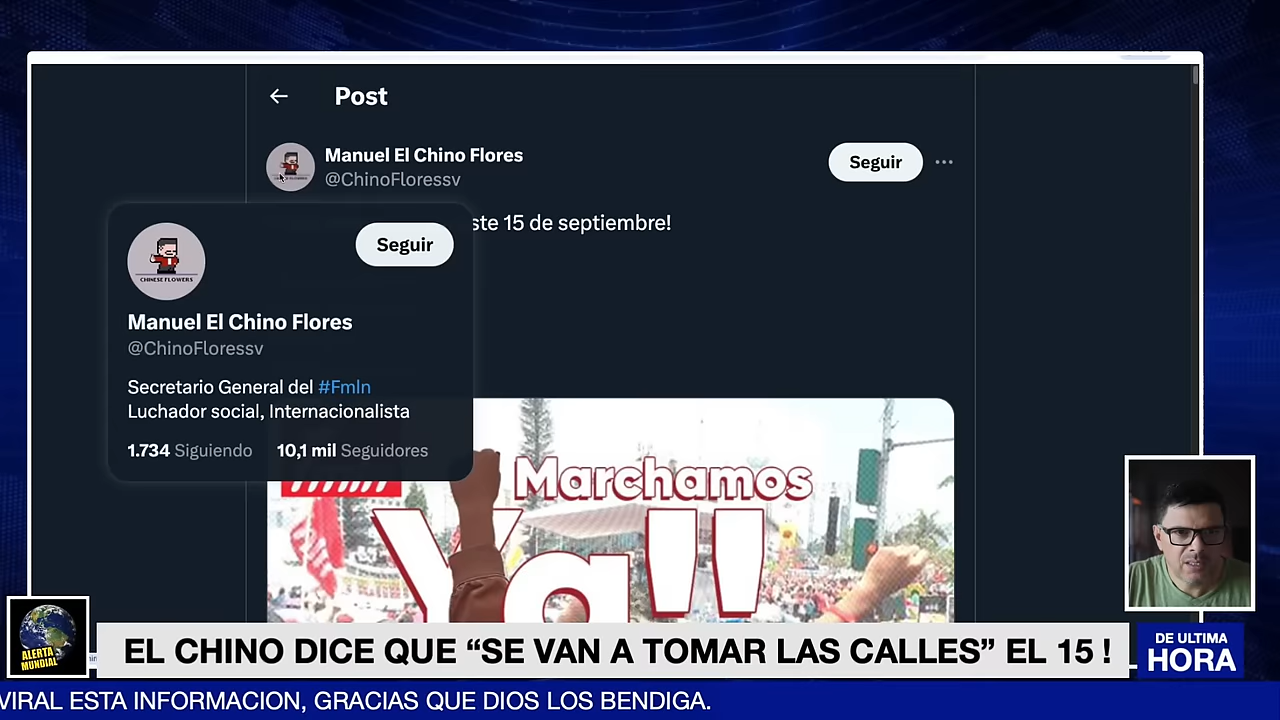 Post
Manuel El Chino Flores
@ChinoFloressv
Seguir
ste 15 de septiembre!
Seguir
CHINESE FLOWERS
Manuel El Chino Flores
@ChinoFloressv
Secretario General del #Fmln
Luchador social, Internacionalista
1.734 Siguiendo 10,1 mil Seguidores
Marchamos
Ya!!
ALERTA
MUNDIAL
EL CHINO DICE QUE “SE VAN A TOMAR LAS CALLES” EL 15 !
DE ULTIMA
HORA
VIRAL ESTA INFORMACION, GRACIAS QUE DIOS LOS BENDIGA.